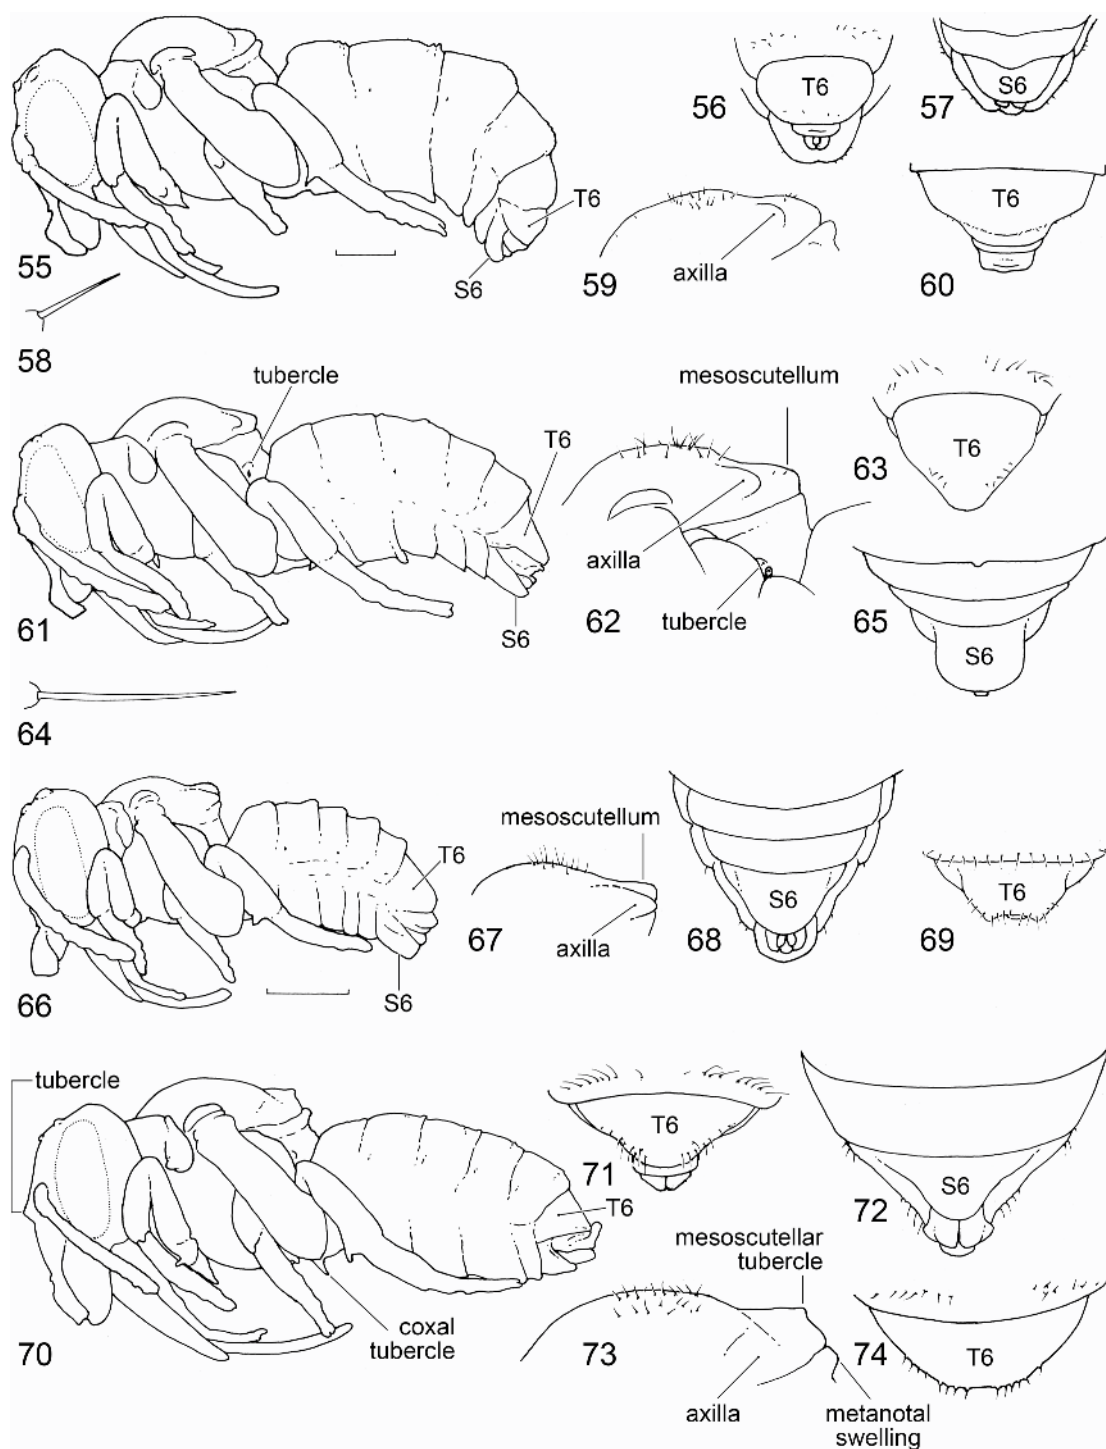 T6
S6
55
56
T6
57
S6
58
59
axilla
60
T6
tubercle
T6
S6
61
mesoscutellum
axilla
tubercle
62
63
T6
64
65
S6
T6
S6
66
mesoscutellum
axilla
67
68
S6
69
T6
tubercle
T6
coxal
tubercle
70
71
T6
72
S6
mesoscutellar
tubercle
axilla
metanotal
swelling
73
74
T6